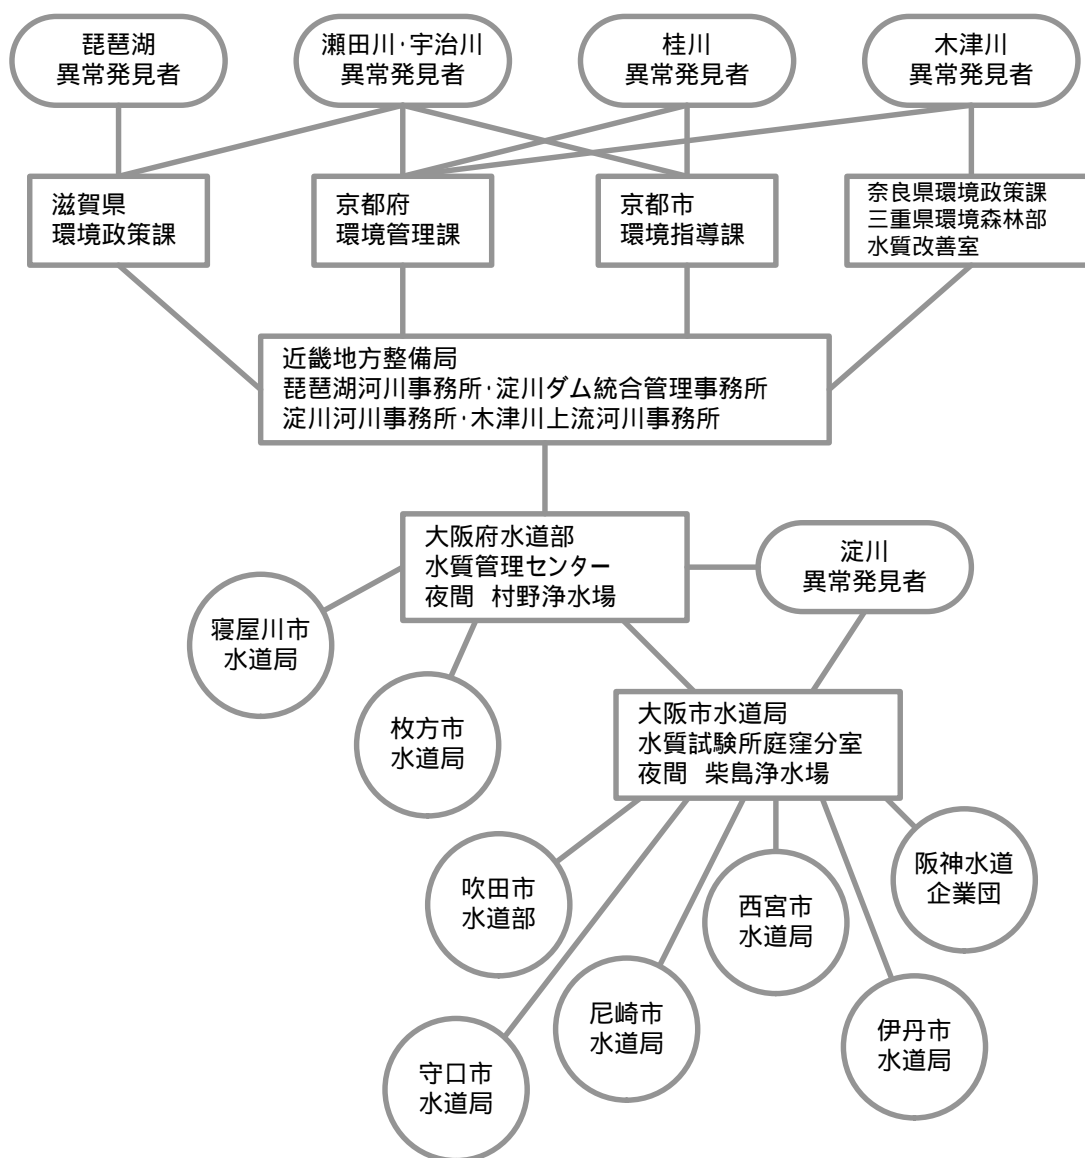 琵琶湖
異常発見者
瀬田川･宇治川
異常発見者
桂川
異常発見者
木津川
異常発見者
滋賀県
環境政策課
京都府
環境管理課
京都市
環境指導課
奈良県環境政策課
三重県環境森林部
水質改善室
近畿地方整備局
琵琶湖河川事務所･淀川ダム統合管理事務所
淀川河川事務所･木津川上流河川事務所
大阪府水道部
水質管理センター
夜間 村野浄水場
淀川
異常発見者
寝屋川市
水道局
枚方市
水道局
大阪市水道局
水質試験所庭窪分室
夜間 柴島浄水場
吹田市
水道部
西宮市
水道局
阪神水道
企業団
尼崎市
水道局
伊丹市
水道局
守口市
水道局